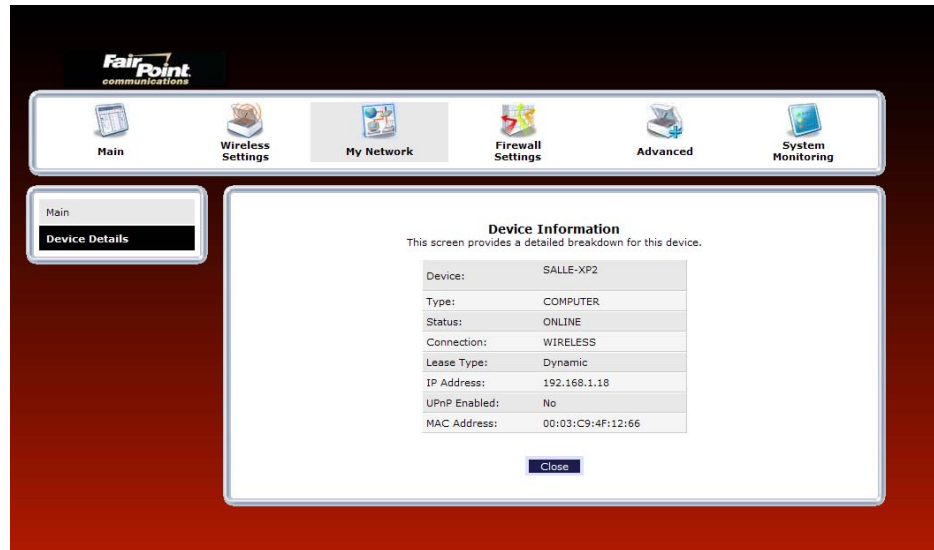 FairPoint
communications
Main
Wireless Settings
My Network
Firewall Settings
Advanced
System Monitoring
Main
Device Details
Device Information
This screen provides a detailed breakdown for this device.
Device: SALLE-XP2
Type: COMPUTER
Status: ONLINE
Connection: WIRELESS
Lease Type: Dynamic
IP Address: 192.168.1.18
UPnP Enabled: No
MAC Address: 00:03:C9:4F:12:66
Close